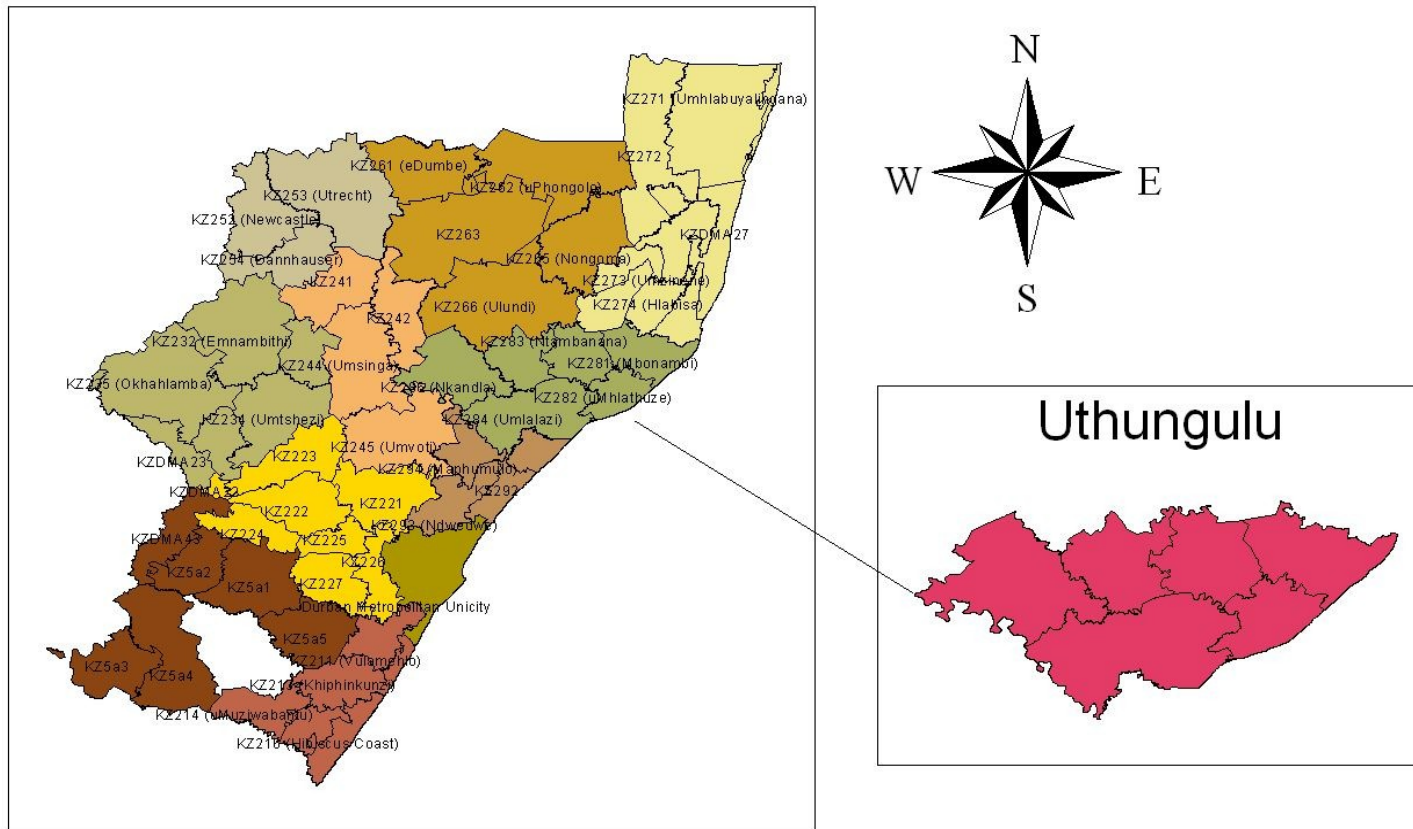 KZ271 (Umhlabuyalingana)
KZ261 (eDumbe)
KZ272
KZ262 (uPhongolo)
KZ253 (Utrecht)
KZ252 (Newcastle)
KZ263
KZDMA27
KZ254 (Dannhauser)
KZ265 (Nongoma)
KZ241
KZ273 (Umzinene)
KZ266 (Ulundi)
KZ274 (Hlabisa)
KZ242
KZ232 (Emnambithi)
KZ283 (Ntambanana)
KZ244 (Umsinga)
KZ281 (Mbonambi)
KZ235 (Okhahlamba)
(Nkandla)
KZ282 (uMhlathuze)
KZ234 (Umtshezi)
KZ284 (Umlalazi)
KZ245 (Umvoti)
KZ223
KZDMA23
KZ294 (Maphumulo)
KZDMA22
KZ221
KZ292
KZ222
KZ293 (Ndwedwe)
KZ224
KZ225
KZDMA43
KZ226
KZ5a2
KZ5a1
KZ227
Durban Metropolitan Unicity
KZ5a5
KZ211 (Vulamehlo)
KZ5a3
KZ5a4
KZ213 (Khiphinkunzi)
KZ214 (uMuziwabantu)
KZ216 (Hibiscus Coast)
N
W
E
S
Uthungulu